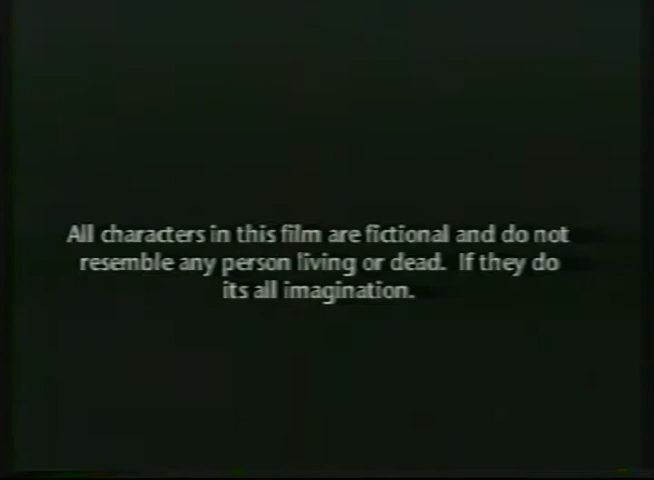 All characters in this film are fictional and do not
resemble any person living or dead.  If they do
its all imagination.